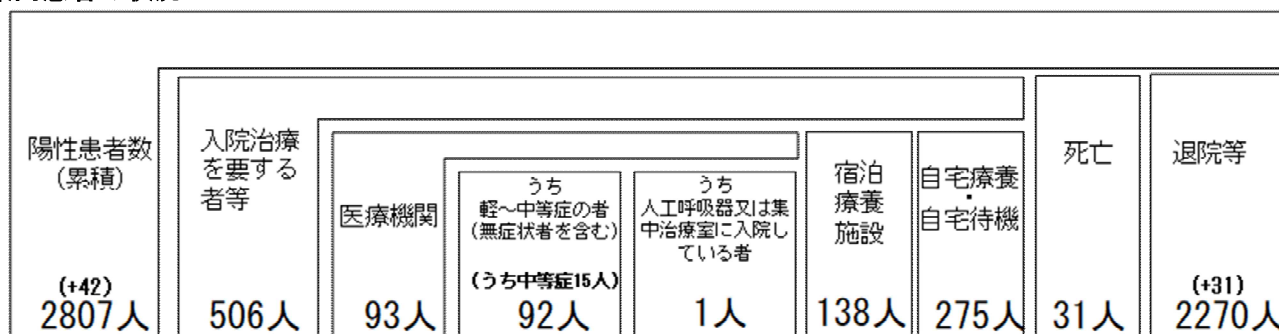 陽性患者数
(累積)
(+42)
2807人
入院治療
を要する
者等
506人
医療機関
93人
うち
軽～中等症の者
(無症状者を含む)
(うち中等症15人)
92人
うち
人工呼吸器又は集
中治療室に入院し
ている者
1人
宿泊
療養
施設
138人
自宅療養
・
自宅待機
275人
死亡
31人
退院等
(+31)
2270人